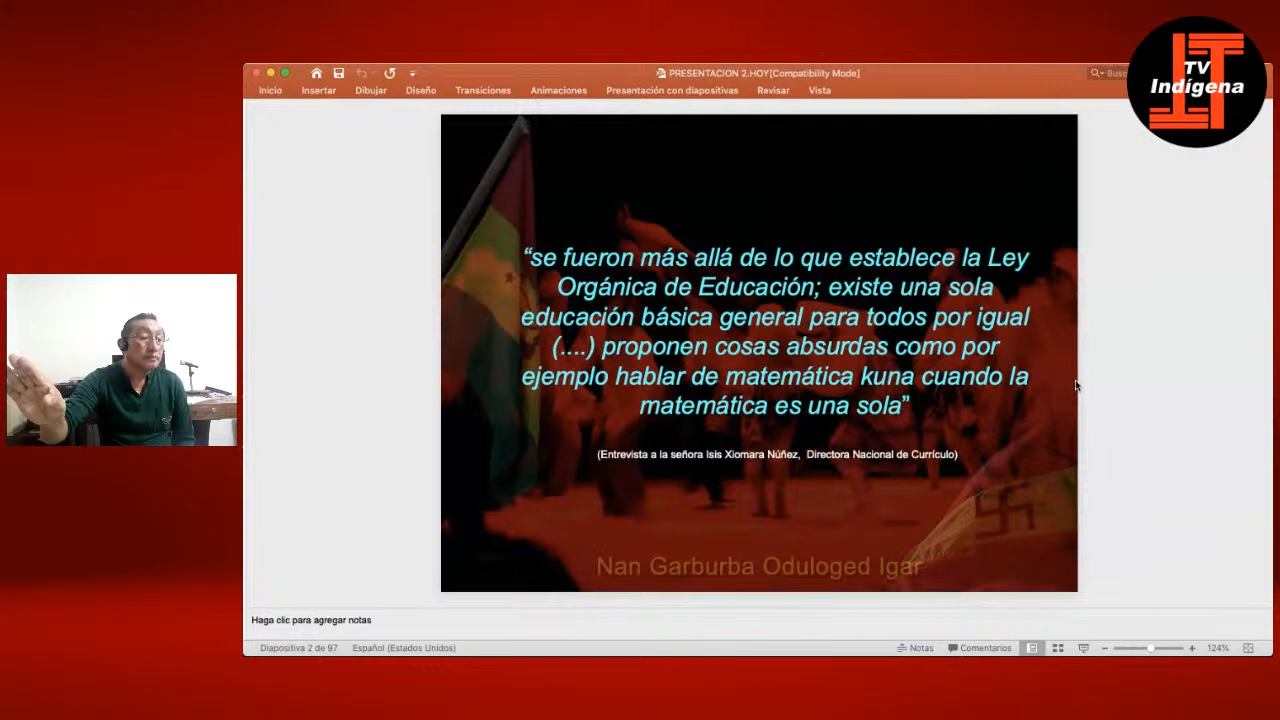 PRESENTACION 2.HOY[Compatibility Mode]
Inicio Insertar Dibujar Diseño Transiciones Animaciones Presentación con diapositivas Revisar Vista
TV
Indígena
“se fueron más allá de lo que establece la Ley
Orgánica de Educación; existe una sola
educación básica general para todos por igual
(....) proponen cosas absurdas como por
ejemplo hablar de matemática kuna cuando la
matemática es una sola”
(Entrevista a la señora Isis Xiomara Núñez, Directora Nacional de Currículo)
Nan Garburba Oduloged Igar
Haga clic para agregar notas
Diapositiva 2 de 97 Español (Estados Unidos) Notas Comentarios 124%